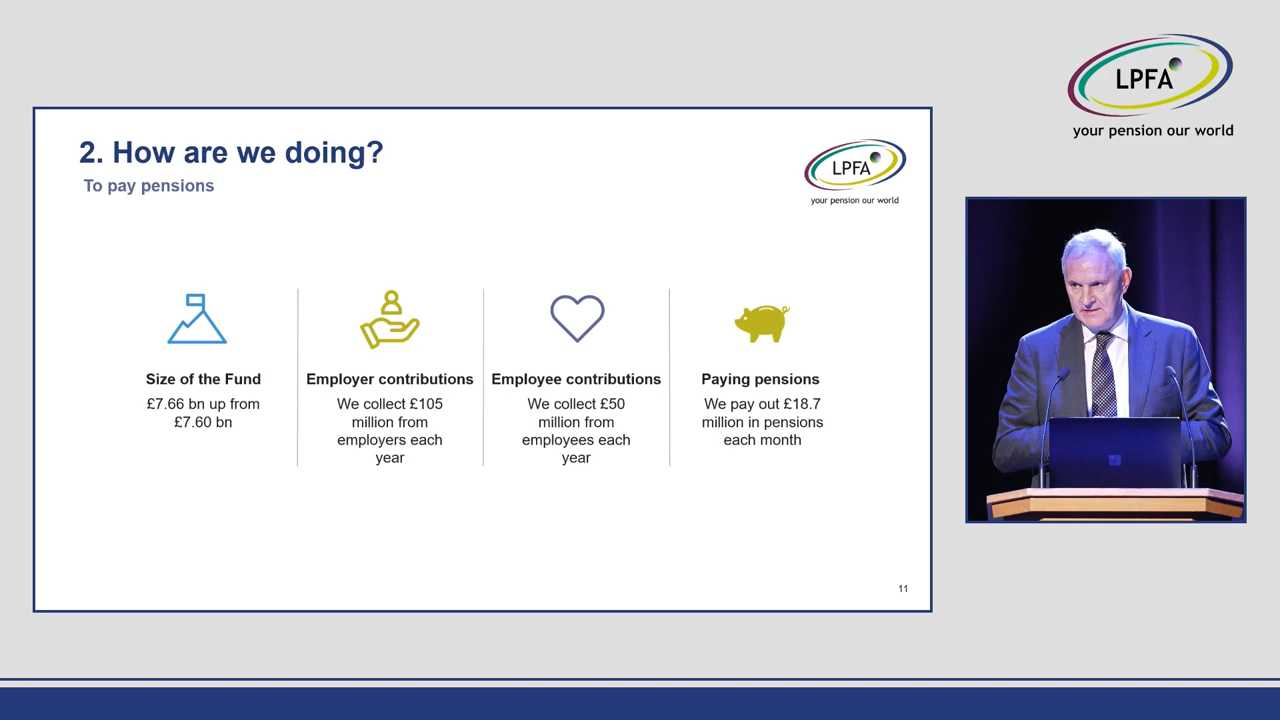 LPFA
your pension our world
2. How are we doing?
To pay pensions
LPFA
your pension our world
Size of the Fund
£7.66 bn up from
£7.60 bn
Employer contributions
We collect £105
million from
employers each
year
Employee contributions
We collect £50
million from
employees each
year
Paying pensions
We pay out £18.7
million in pensions
each month
11